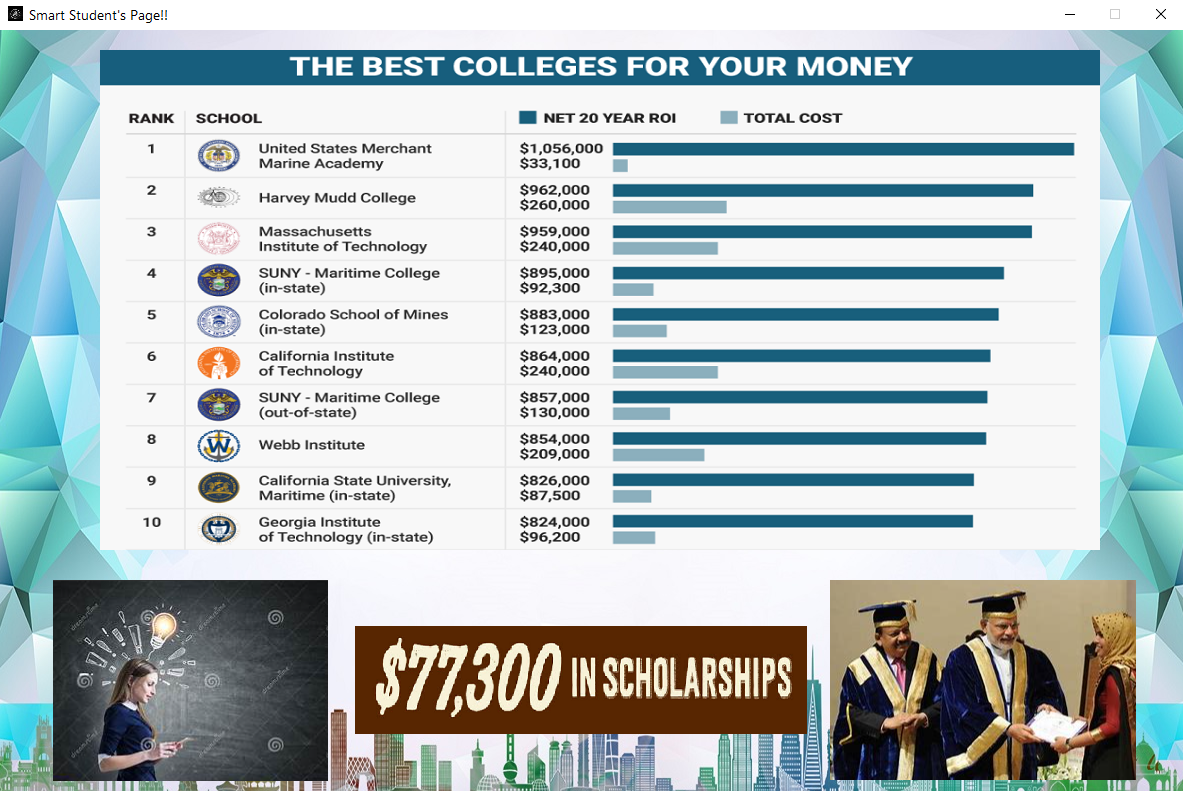 Smart Student's Page!!
THE BEST COLLEGES FOR YOUR MONEY
RANK SCHOOL NET 20 YEAR ROI TOTAL COST
1 United States Merchant $1,056,000
Marine Academy $33,100
2 Harvey Mudd College $962,000
$260,000
3 Massachusetts $959,000
Institute of Technology $240,000
4 SUNY - Maritime College $895,000
(in-state) $92,300
5 Colorado School of Mines $883,000
(in-state) $123,000
6 California Institute $864,000
of Technology $240,000
7 SUNY - Maritime College $857,000
(out-of-state) $130,000
8 Webb Institute $854,000
$209,000
9 California State University, $826,000
Maritime (in-state) $87,500
10 Georgia Institute $824,000
of Technology (in-state) $96,200
W
$77,300 IN SCHOLARSHIPS
dreamstime